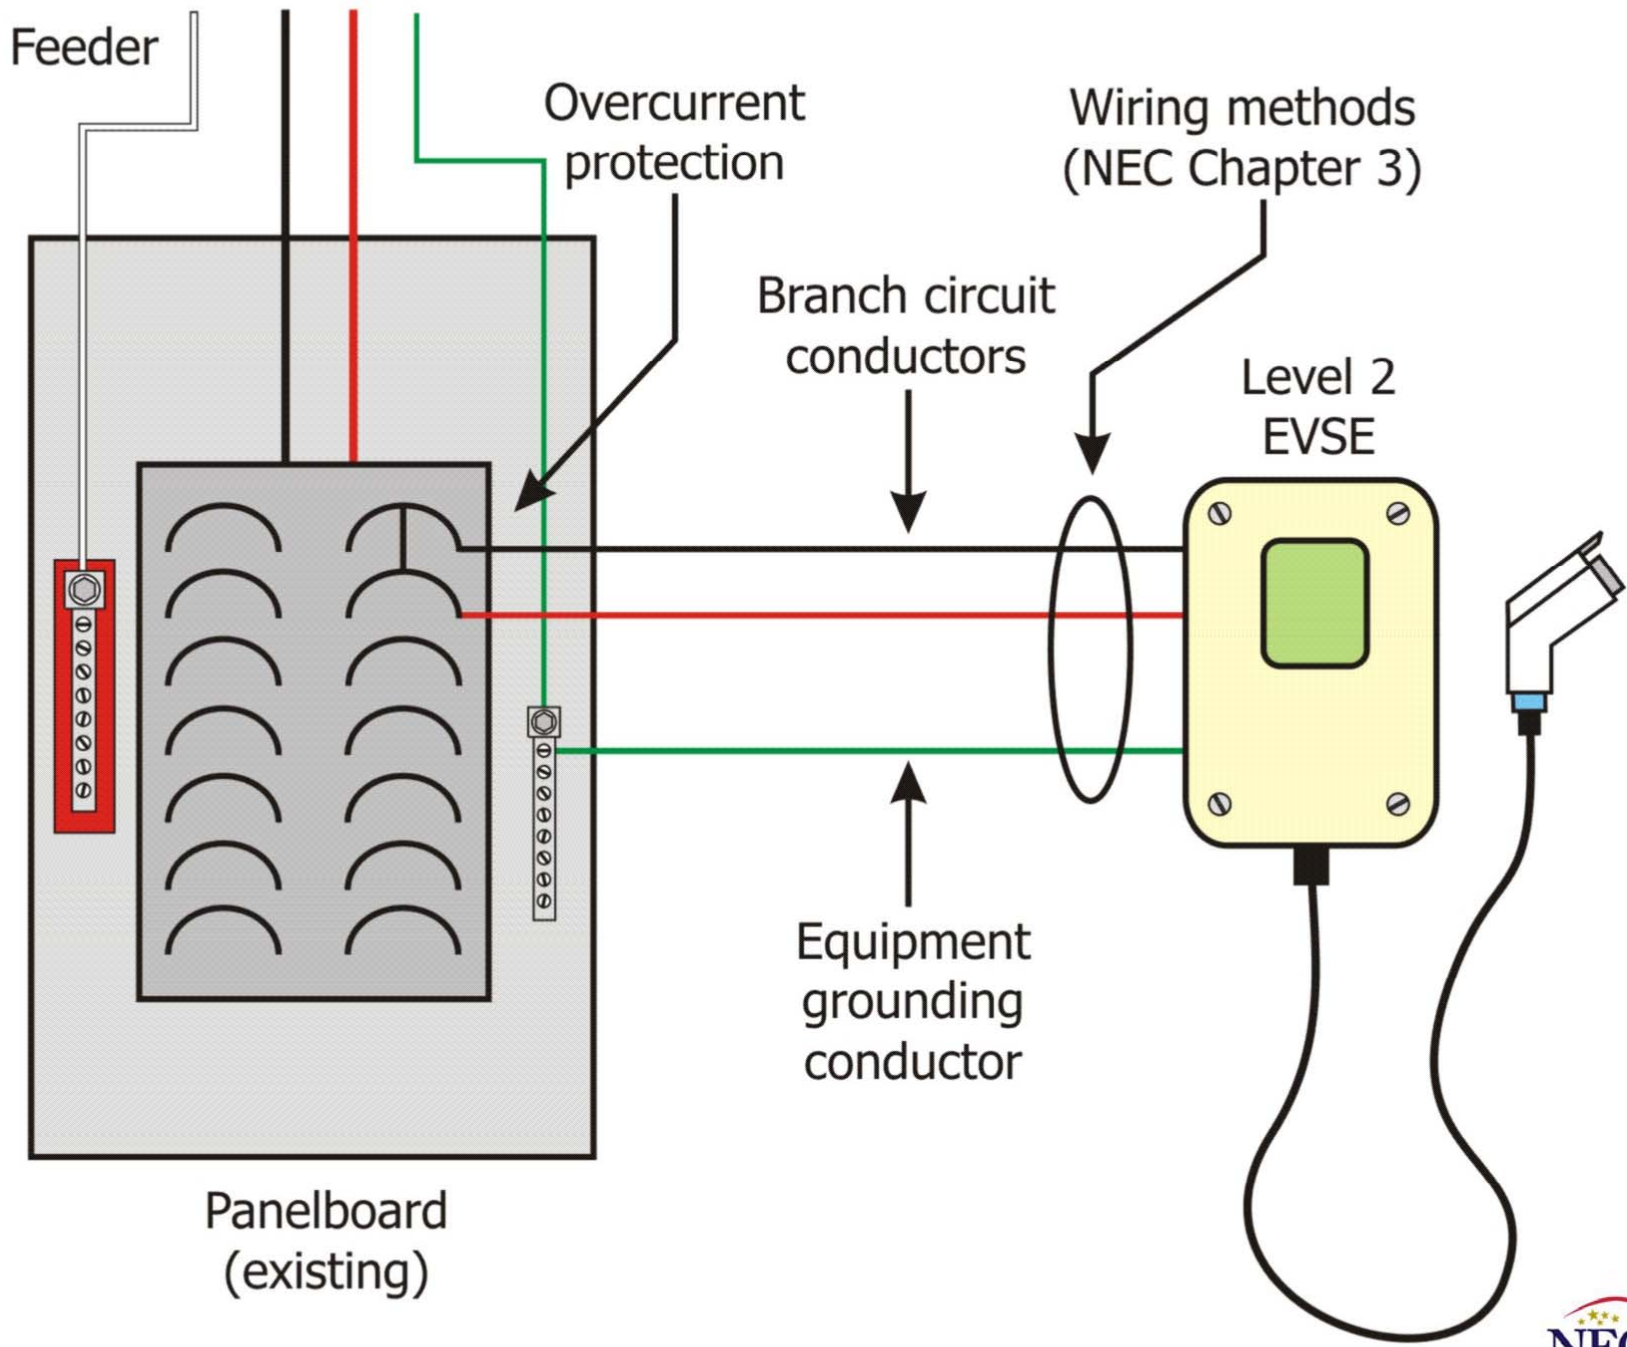 Feeder
Overcurrent
protection
Wiring methods
(NEC Chapter 3)
Branch circuit
conductors
Level 2
EVSE
Equipment
grounding
conductor
Panelboard
(existing)